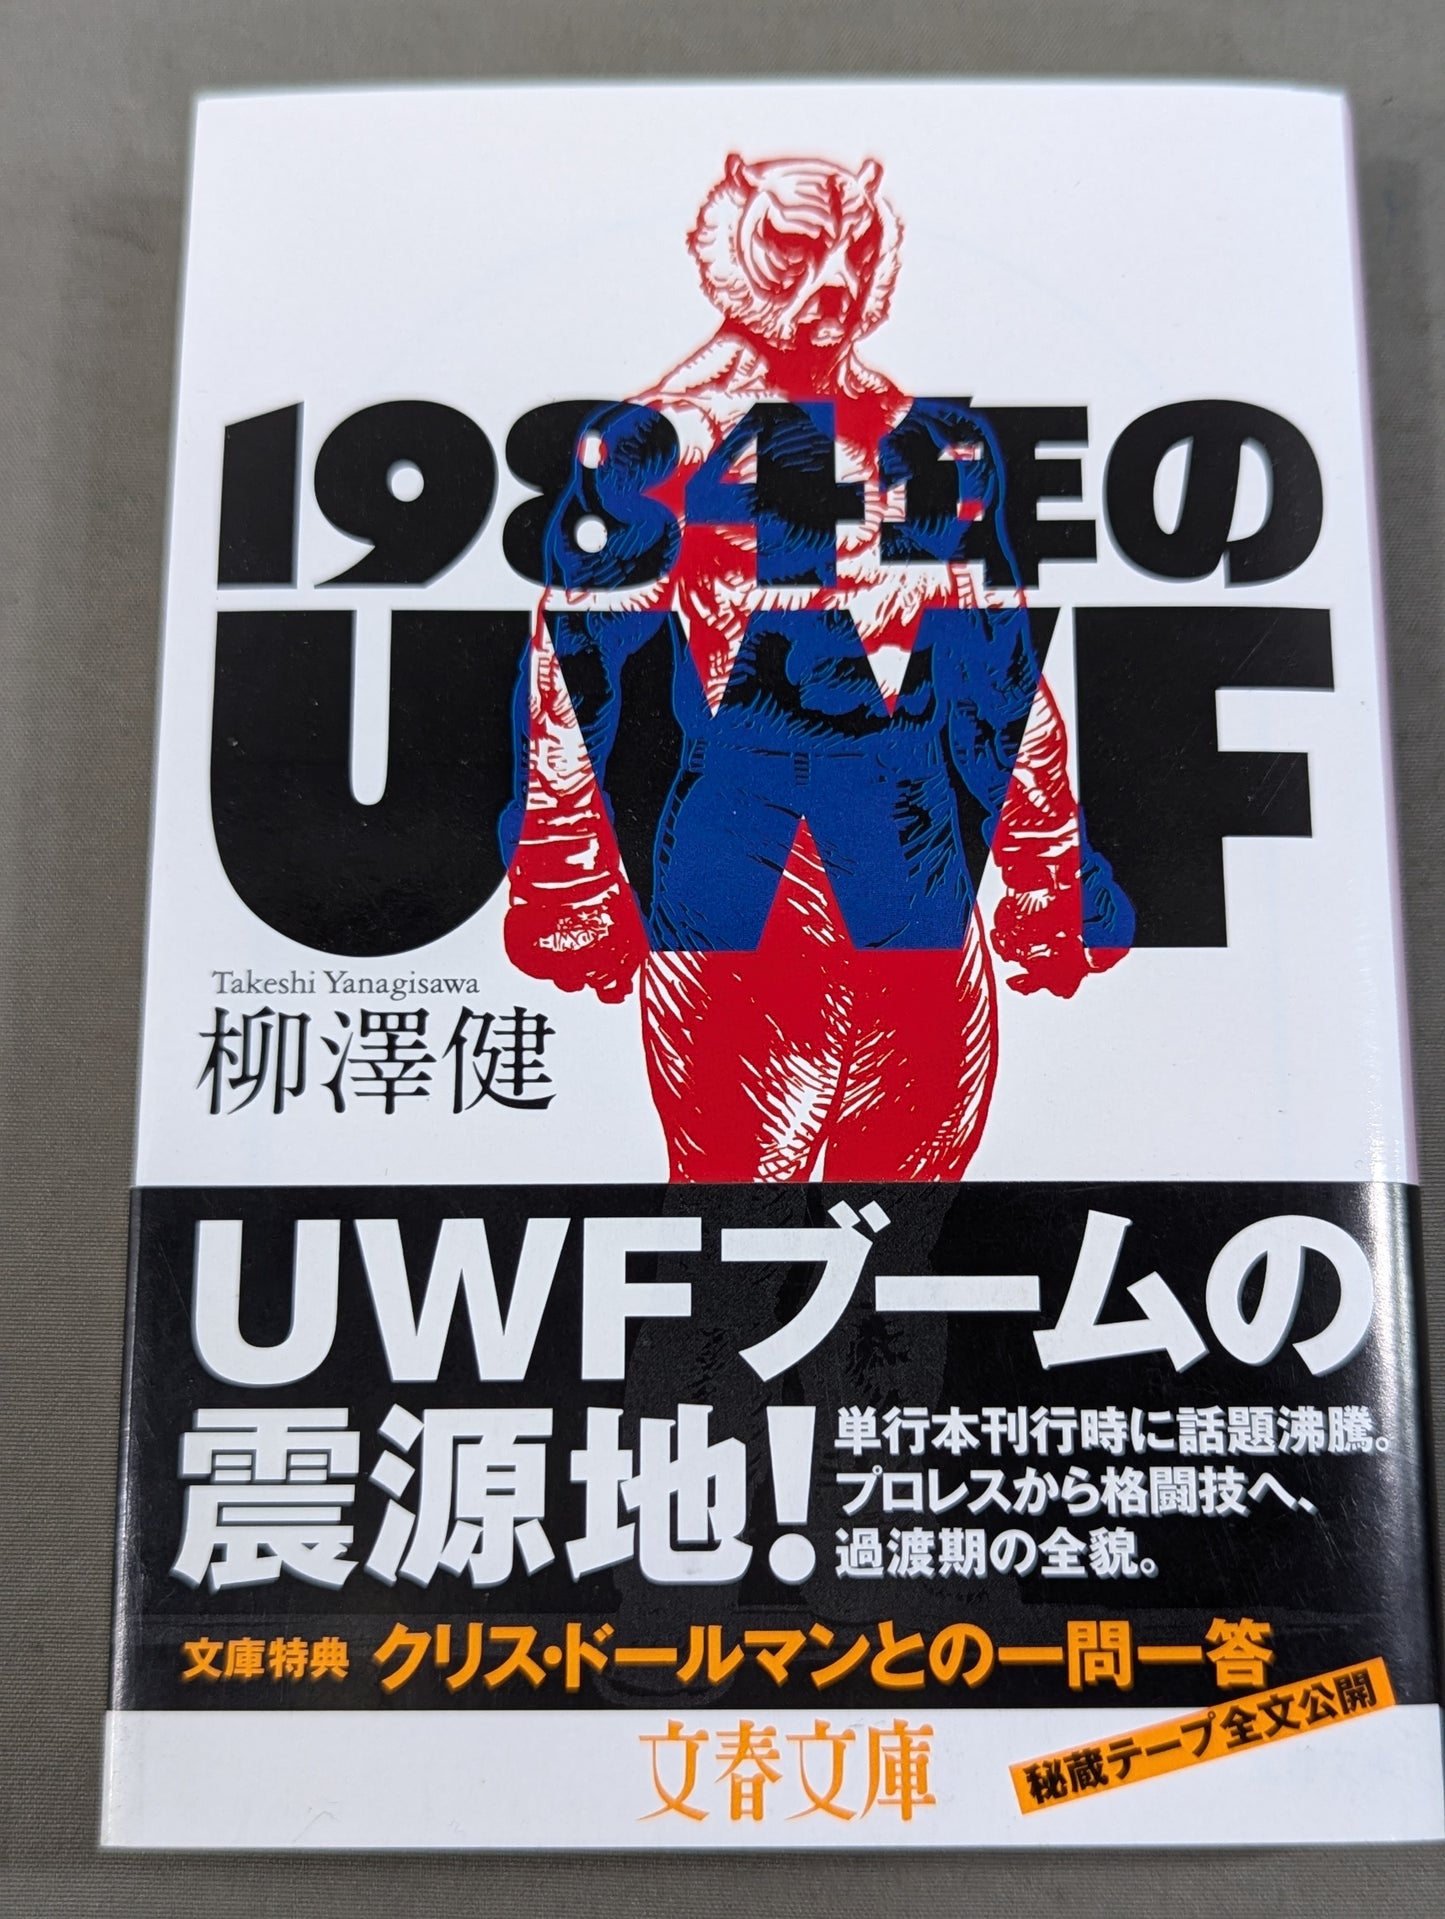 1984年の
UWF
Takeshi Yanagisawa
柳澤健
UWFブームの
震源地!
単行本刊行時に話題沸騰。
プロレスから格闘技へ、
過渡期の全貌。
文庫特典 クリス・ドールマンとの一問一答
秘蔵テープ全文公開
文春文庫